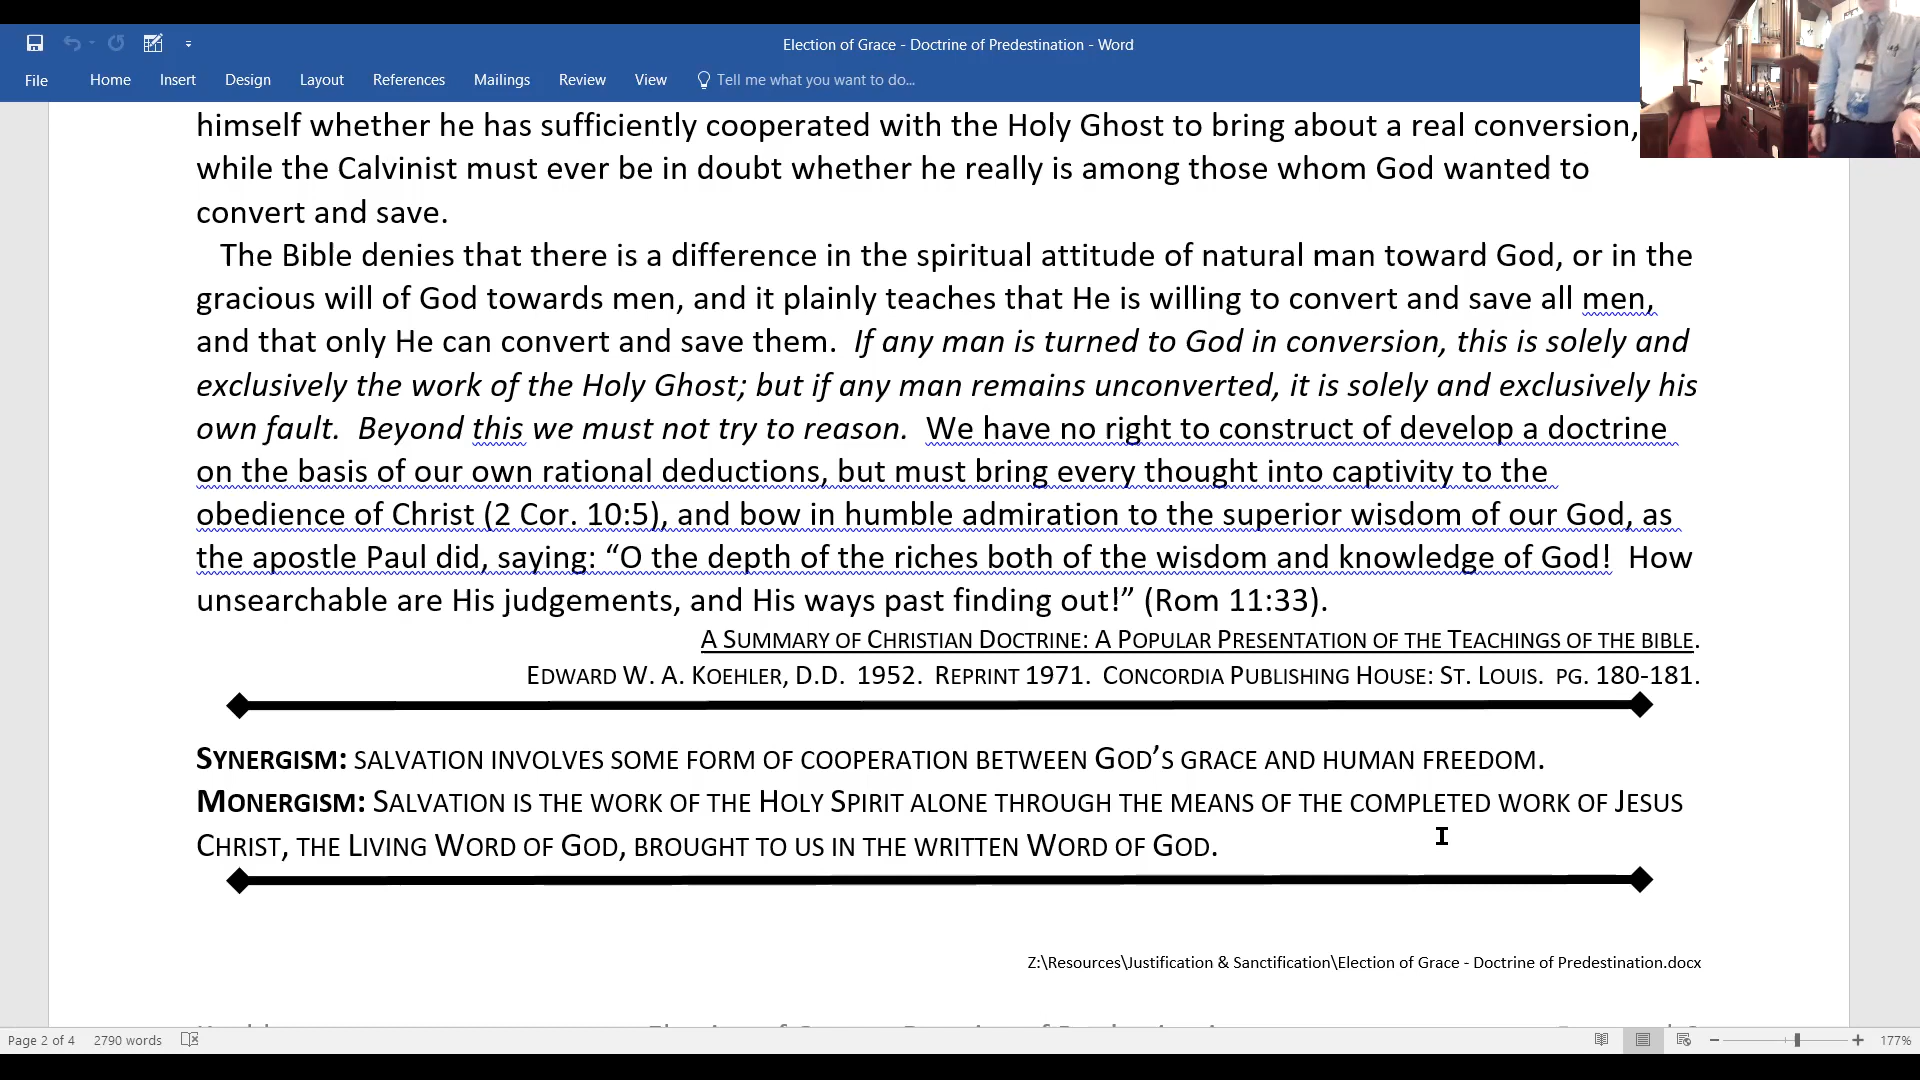 Election of Grace - Doctrine of Predestination - Word
File Home Insert Design Layout References Mailings Review View Tell me what you want to do...
himself whether he has sufficiently cooperated with the Holy Ghost to bring about a real conversion,
while the Calvinist must ever be in doubt whether he really is among those whom God wanted to
convert and save.
The Bible denies that there is a difference in the spiritual attitude of natural man toward God, or in the
gracious will of God towards men, and it plainly teaches that He is willing to convert and save all men,
and that only He can convert and save them. If any man is turned to God in conversion, this is solely and
exclusively the work of the Holy Ghost; but if any man remains unconverted, it is solely and exclusively his
own fault. Beyond this we must not try to reason. We have no right to construct of develop a doctrine
on the basis of our own rational deductions, but must bring every thought into captivity to the
obedience of Christ (2 Cor. 10:5), and bow in humble admiration to the superior wisdom of our God, as
the apostle Paul did, saying: “O the depth of the riches both of the wisdom and knowledge of God! How
unsearchable are His judgements, and His ways past finding out!” (Rom 11:33).
A Summary of Christian Doctrine: A Popular Presentation of the Teachings of the bible.
Edward W. A. Koehler, D.D. 1952. Reprint 1971. Concordia Publishing House: St. Louis. pg. 180-181.
Synergism: salvation involves some form of cooperation between God’s grace and human freedom.
Monergism: Salvation is the work of the Holy Spirit alone through the means of the completed work of Jesus
Christ, the Living Word of God, brought to us in the written Word of God.
Z:\Resources\Justification & Sanctification\Election of Grace - Doctrine of Predestination.docx
Page 2 of 4 2790 words 177%